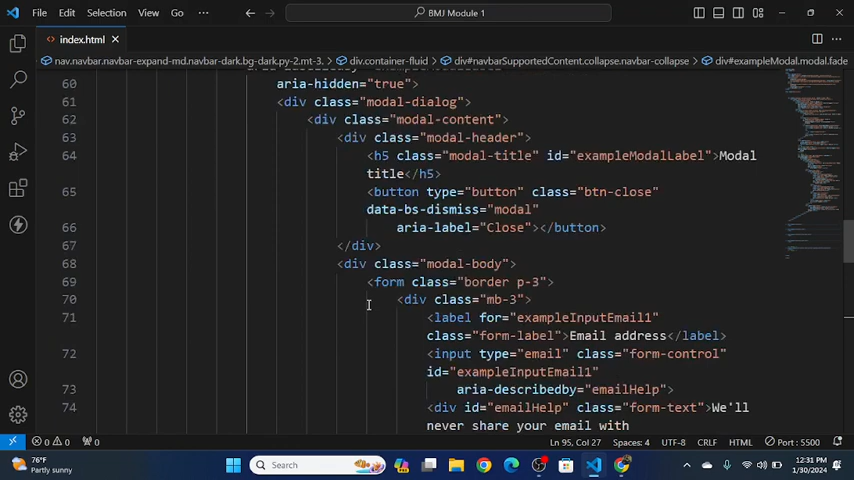 File Edit Selection View Go ···
BMJ Module 1
index.html
nav.navbar.navbar-expand-md.navbar-dark.bg-dark.py-2.mt-3.
div.container-fluid
div#navbarSupportedContent.collapse.navbar-collapse
div#exampleModal.modal.fade
60
aria-hidden="true">
61 <div class="modal-dialog">
62 <div class="modal-content">
63 <div class="modal-header">
64 <h5 class="modal-title" id="exampleModalLabel">Modal
title</h5>
65 <button type="button" class="btn-close"
data-bs-dismiss="modal"
66 aria-label="Close"></button>
67 </div>
68 <div class="modal-body">
69 <form class="border p-3">
70 <div class="mb-3">
71 <label for="exampleInputEmail1"
class="form-label">Email address</label>
72 <input type="email" class="form-control"
id="exampleInputEmail1"
73 aria-describedby="emailHelp">
74 <div id="emailHelp" class="form-text">We'll
never share your email with
0 0 0 Ln 95, Col 27 Spaces: 4 UTF-8 CRLF HTML Port : 5500
76°F
Partly sunny
Search
12:31 PM
1/30/2024